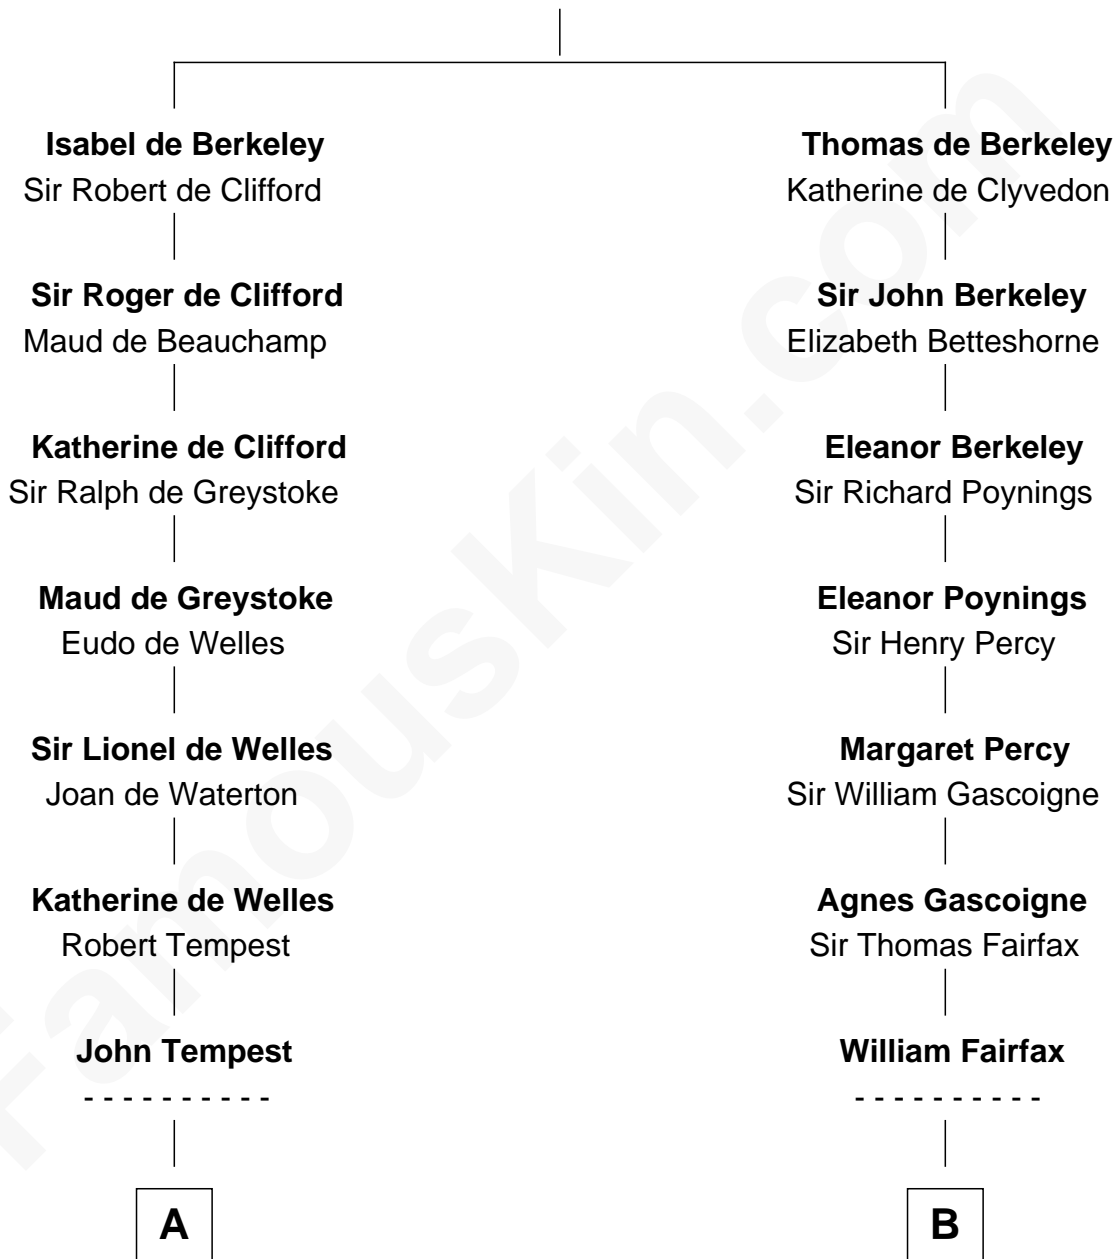 Isabel de Berkeley
Sir Robert de Clifford
Sir Roger de Clifford
Maud de Beauchamp
Katherine de Clifford
Sir Ralph de Greystoke
Maud de Greystoke
Eudo de Welles
Sir Lionel de Welles
Joan de Waterton
Katherine de Welles
Robert Tempest
John Tempest
- - - - - - - - - -
A
Thomas de Berkeley
Katherine de Clyvedon
Sir John Berkeley
Elizabeth Betteshorne
Eleanor Berkeley
Sir Richard Poynings
Eleanor Poynings
Sir Henry Percy
Margaret Percy
Sir William Gascoigne
Agnes Gascoigne
Sir Thomas Fairfax
William Fairfax
- - - - - - - - - -
B
FamousKin.com